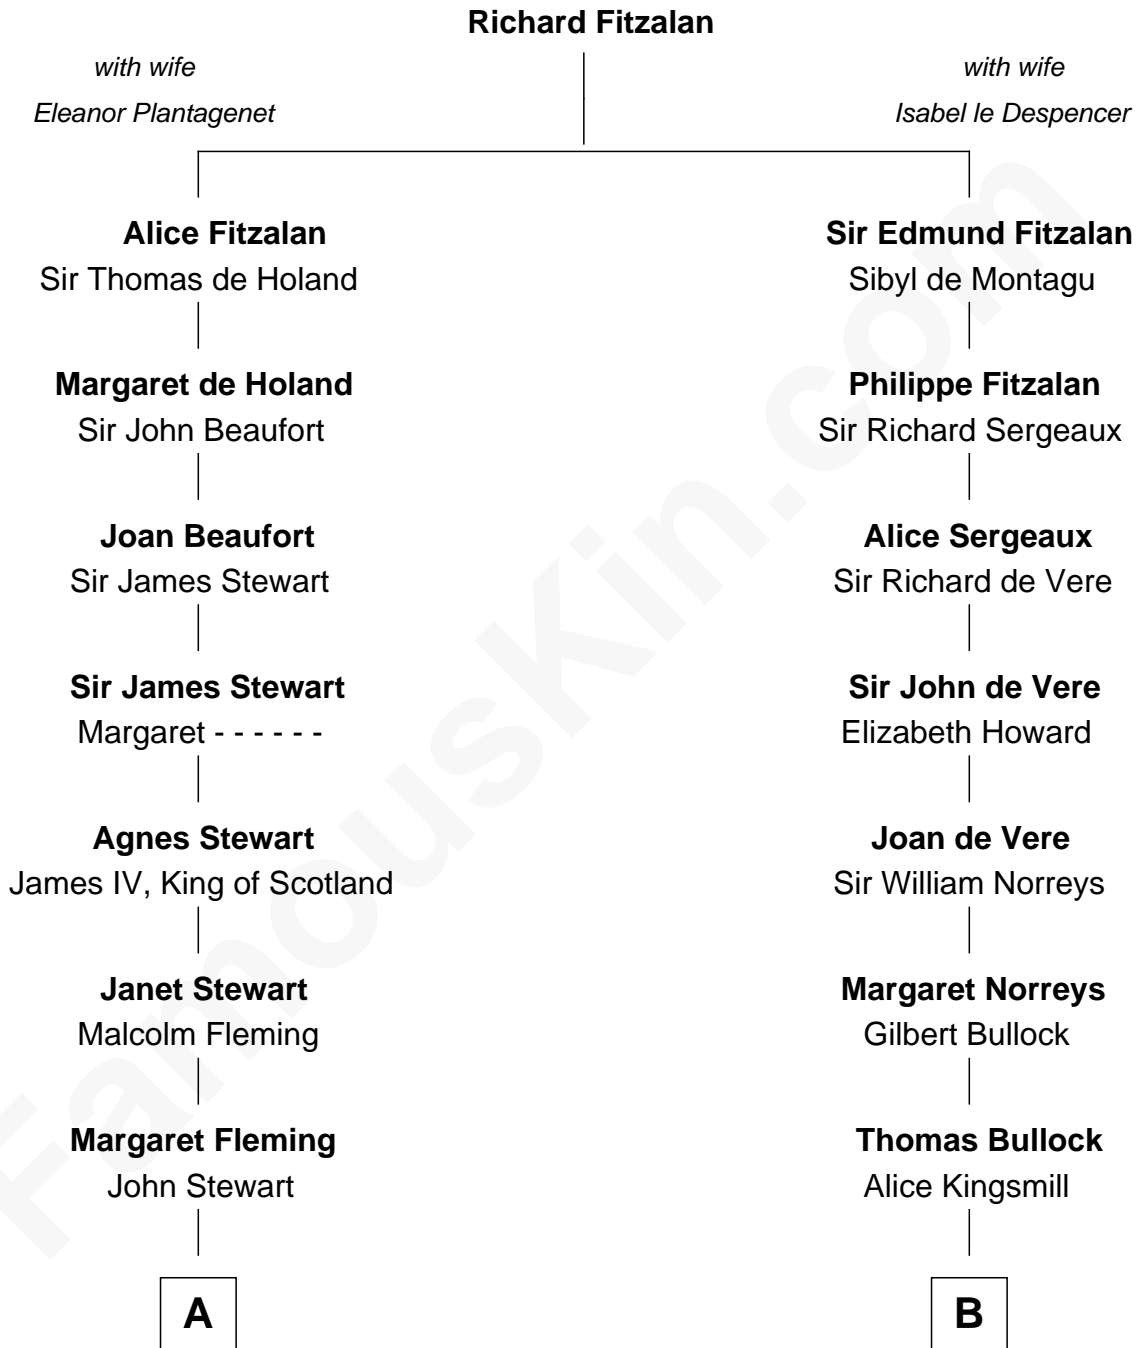 Richard Fitzalan
with wife
Eleanor Plantagenet
with wife
Isabel le Despencer
Alice Fitzalan
Sir Thomas de Holand
Margaret de Holand
Sir John Beaufort
Joan Beaufort
Sir James Stewart
Sir James Stewart
Margaret - - - - - -
Agnes Stewart
James IV, King of Scotland
Janet Stewart
Malcolm Fleming
Margaret Fleming
John Stewart
A
Sir Edmund Fitzalan
Sibyl de Montagu
Philippe Fitzalan
Sir Richard Sergeaux
Alice Sergeaux
Sir Richard de Vere
Sir John de Vere
Elizabeth Howard
Joan de Vere
Sir William Norreys
Margaret Norreys
Gilbert Bullock
Thomas Bullock
Alice Kingsmill
B
FamousKin.com